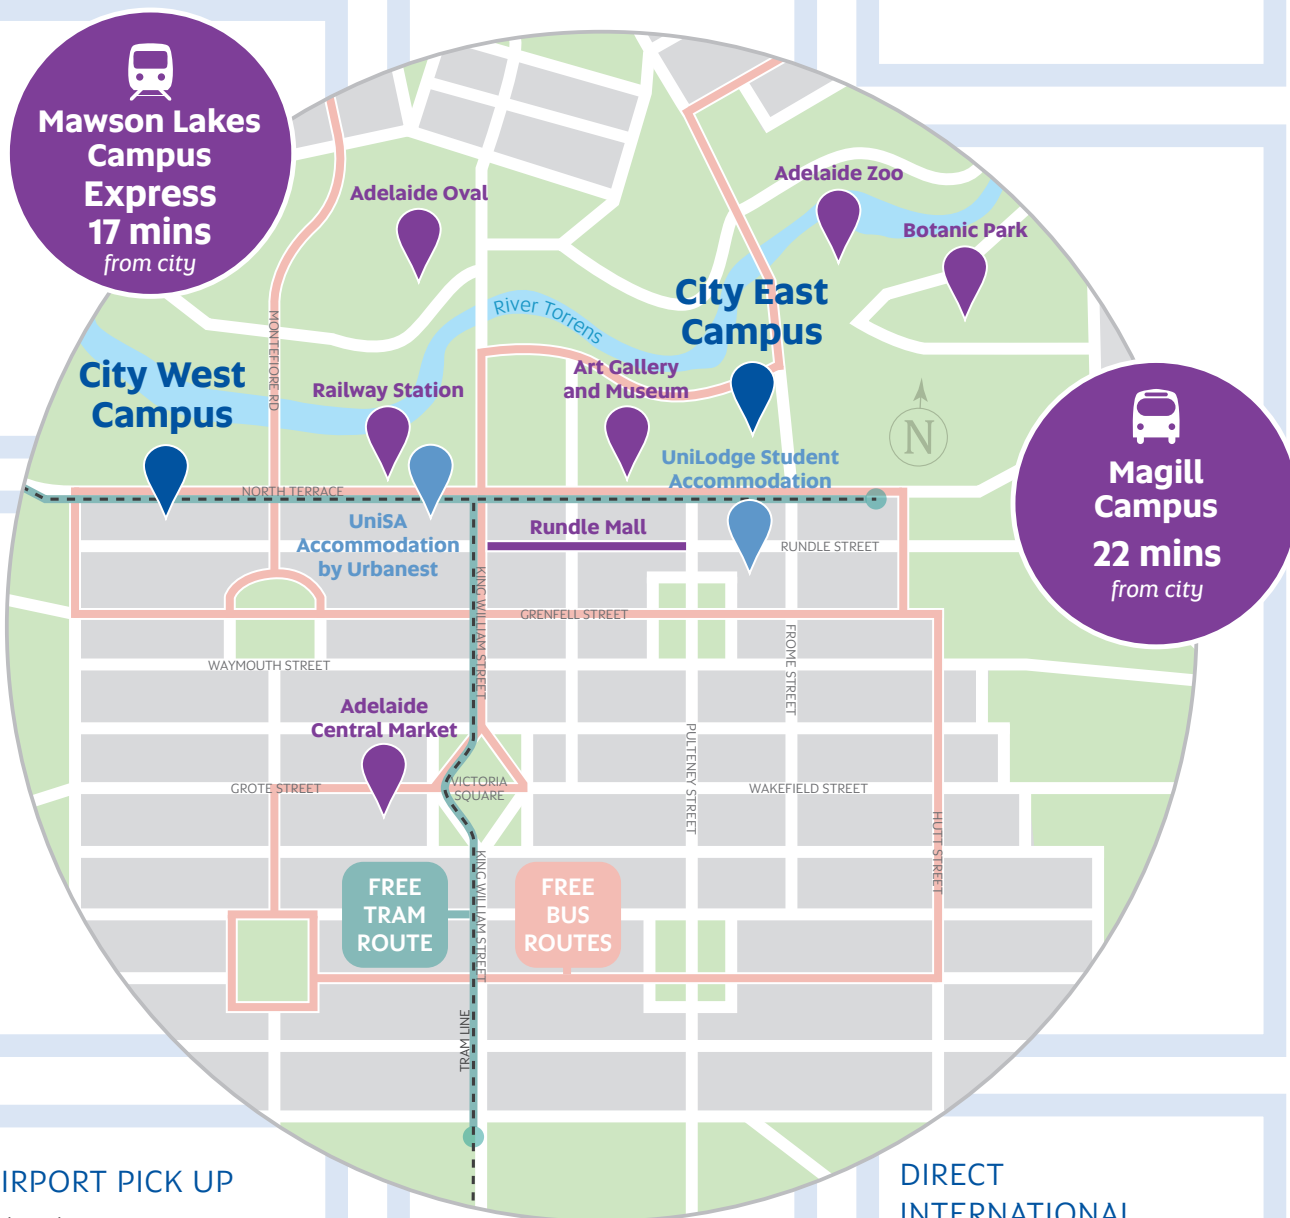 Mawson Lakes
Campus
Express
17 mins
from city
Adelaide Oval
Adelaide Zoo
Botanic Park
City East
Campus
River Torrens
MONTEFIORE RD
City West
Campus
Railway Station
Art Gallery
and Museum
N
UniLodge Student
Accommodation
Magill
Campus
22 mins
from city
NORTH TERRACE
UniSA
Accommodation
by Urbanest
Rundle Mall
RUNDLE STREET
KING WILLIAM STREET
GRENFELL STREET
FROME STREET
WAYMOUTH STREET
Adelaide
Central Market
PULTENEY STREET
GROTE STREET
VICTORIA
SQUARE
WAKEFIELD STREET
HUTT STREET
FREE
TRAM
ROUTE
KING WILLIAM STREET
FREE
BUS
ROUTES
TRAM LINE
IRPORT PICK UP
DIRECT
INTERNATIONAL